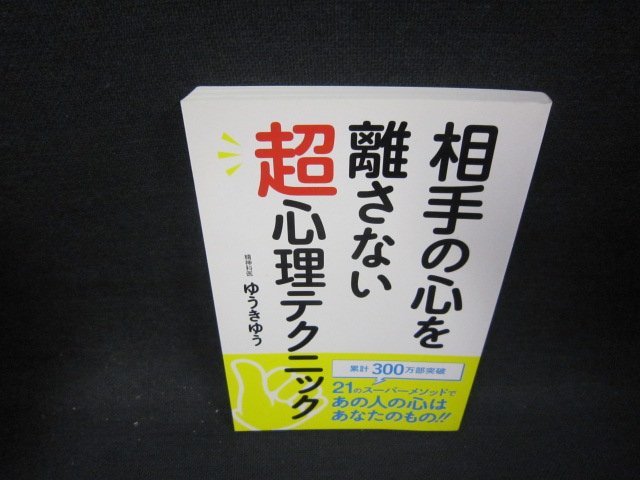 相手の心を
離さない
超心理テクニック
精神科医
ゆうきゆう
累計300万部突破
21のスーパーメソッドで
あの人の心は
あなたのもの!!